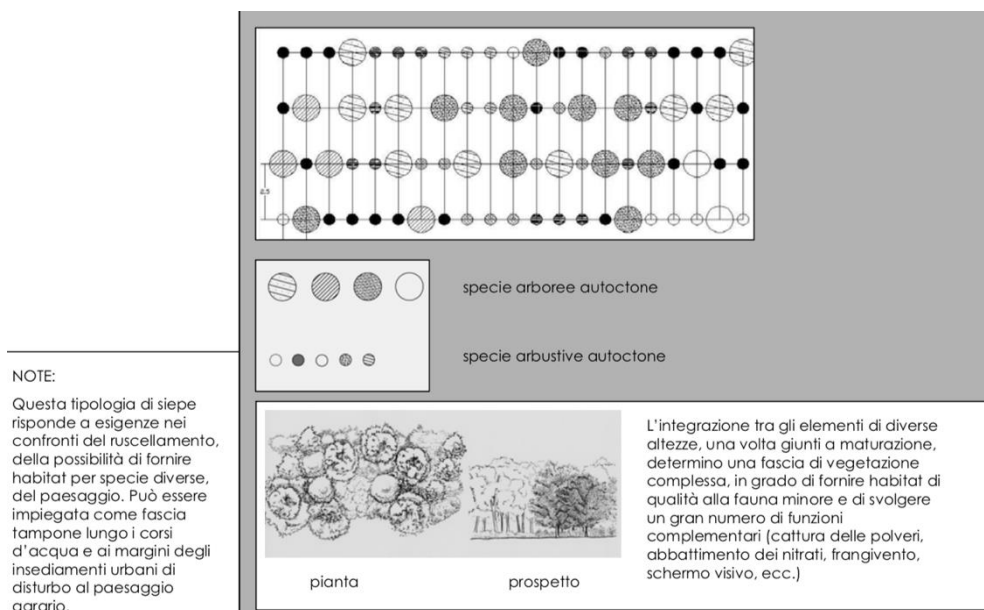 2.5
specie arboree autoctone
specie arbustive autoctone
NOTE:
Questa tipologia di siepe
risponde a esigenze nei
confronti del ruscellamento,
della possibilità di fornire
habitat per specie diverse,
del paesaggio. Può essere
impiegata come fascia
tampone lungo i corsi
d'acqua e ai margini degli
insediamenti urbani di
disturbo al paesaggio
agrario.
pianta
prospetto
L'integrazione tra gli elementi di diverse
altezze, una volta giunti a maturazione,
determino una fascia di vegetazione
complessa, in grado di fornire habitat di
qualità alla fauna minore e di svolgere
un gran numero di funzioni
complementari (cattura delle polveri,
abbattimento dei nitrati, frangivento,
schermo visivo, ecc.)